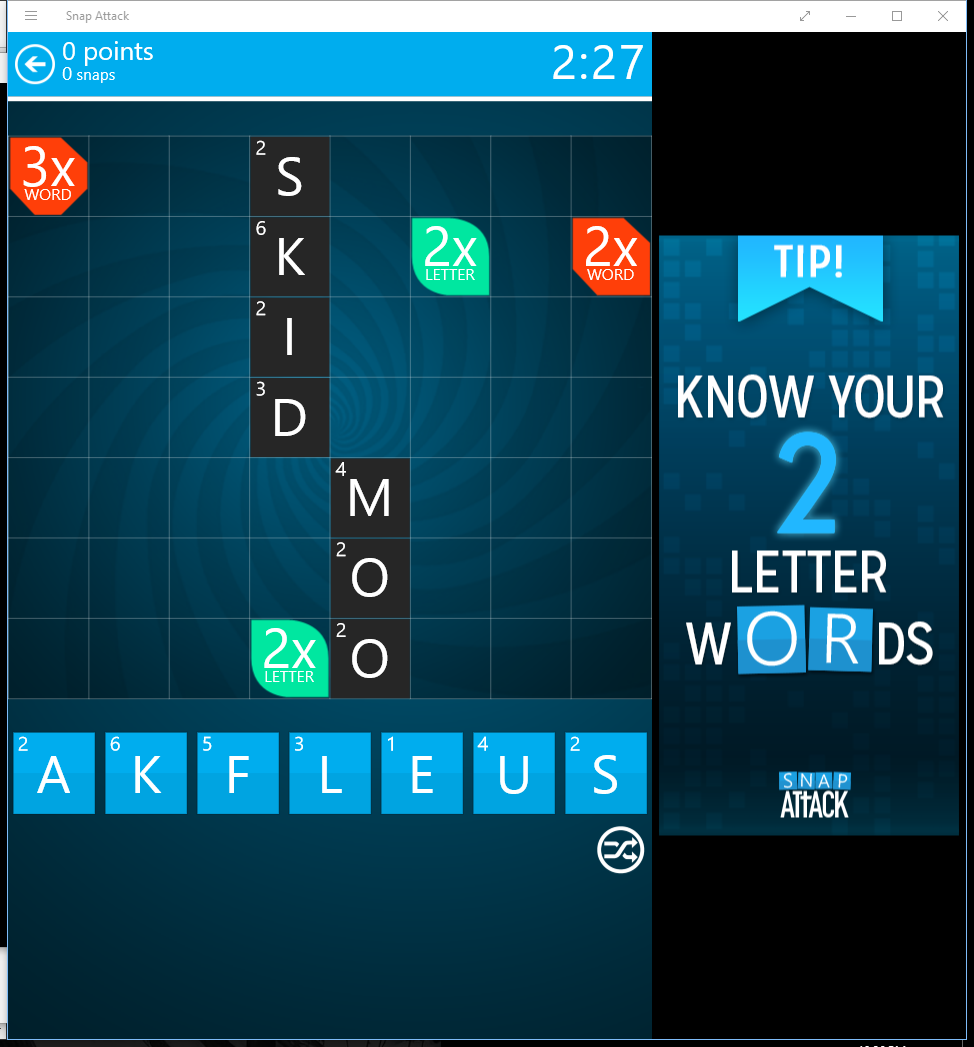 Snap Attack
0 points
0 snaps
2:27
3x
WORD
2
S
6
K
2x
LETTER
2x
WORD
2
I
3
D
4
M
2
O
2x
LETTER
2
O
2 A 6 K 5 F 3 L 1 E 4 U 2 S
TIP!
KNOW YOUR
2
LETTER
WORDS
SNAP
ATTACK